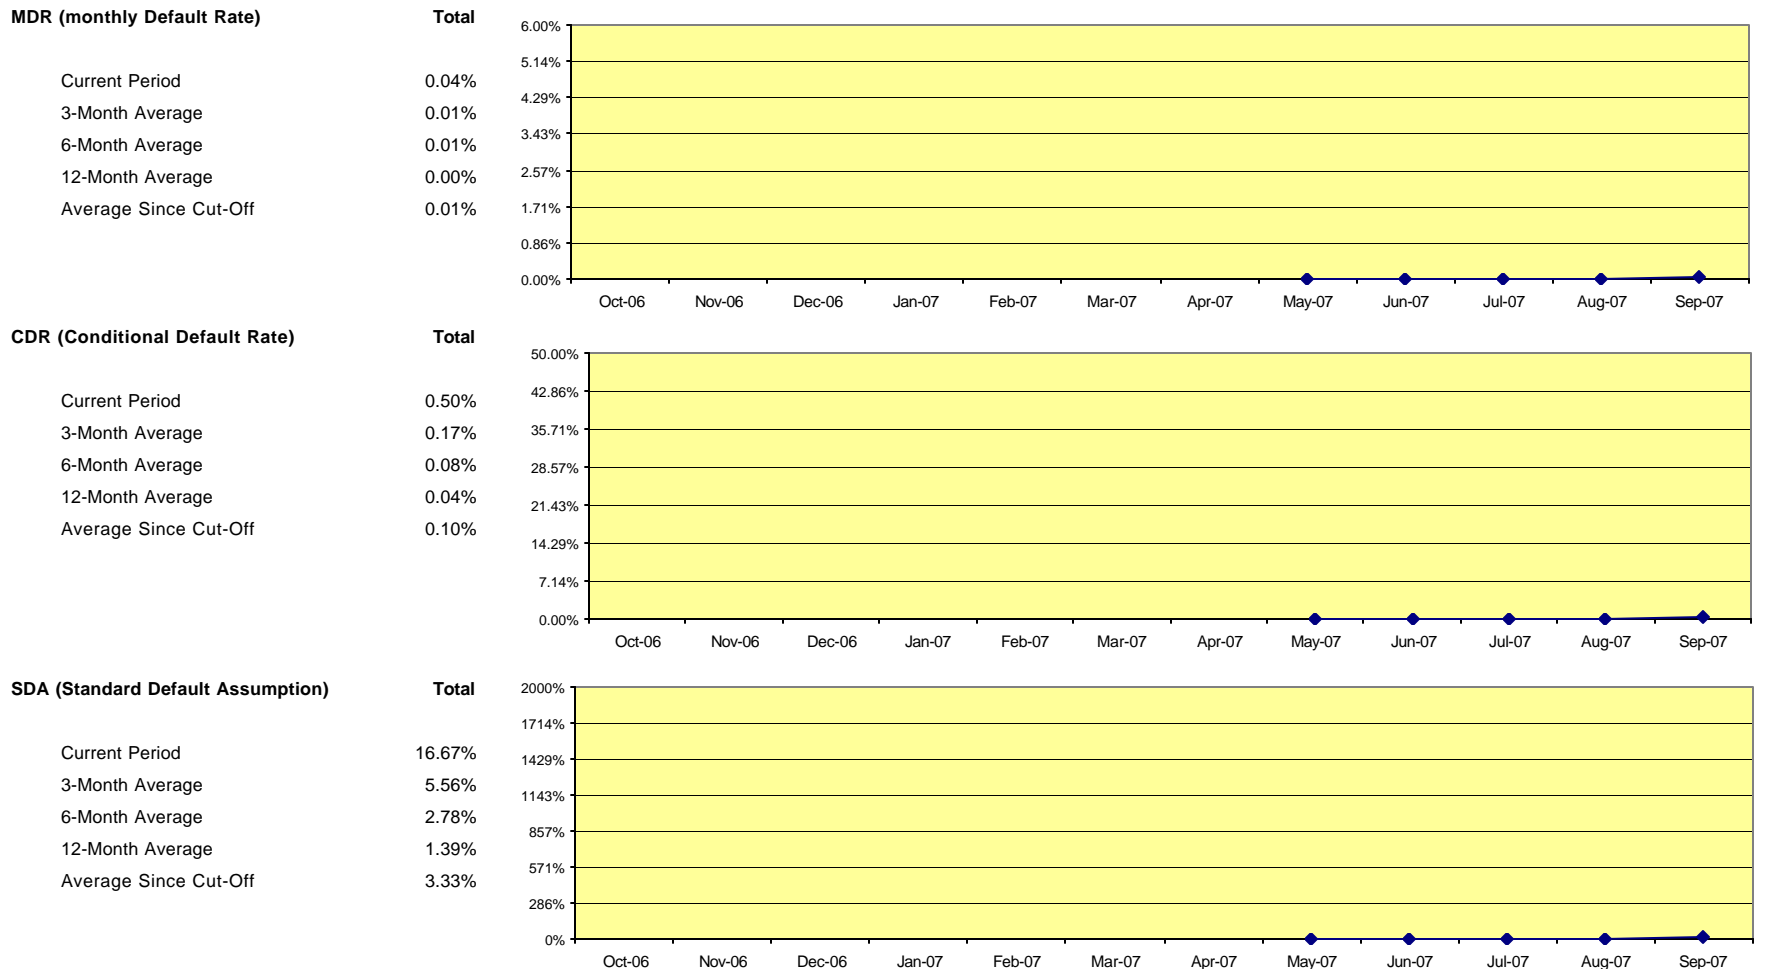 MDR (monthly Default Rate) Total
Current Period 0.04%
3-Month Average 0.01%
6-Month Average 0.01%
12-Month Average 0.00%
Average Since Cut-Off 0.01%
6.00%
5.14%
4.29%
3.43%
2.57%
1.71%
0.86%
0.00%
Oct-06 Nov-06 Dec-06 Jan-07 Feb-07 Mar-07 Apr-07 May-07 Jun-07 Jul-07 Aug-07 Sep-07
CDR (Conditional Default Rate) Total
Current Period 0.50%
3-Month Average 0.17%
6-Month Average 0.08%
12-Month Average 0.04%
Average Since Cut-Off 0.10%
50.00%
42.86%
35.71%
28.57%
21.43%
14.29%
7.14%
0.00%
Oct-06 Nov-06 Dec-06 Jan-07 Feb-07 Mar-07 Apr-07 May-07 Jun-07 Jul-07 Aug-07 Sep-07
SDA (Standard Default Assumption) Total
Current Period 16.67%
3-Month Average 5.56%
6-Month Average 2.78%
12-Month Average 1.39%
Average Since Cut-Off 3.33%
2000%
1714%
1429%
1143%
857%
571%
286%
0%
Oct-06 Nov-06 Dec-06 Jan-07 Feb-07 Mar-07 Apr-07 May-07 Jun-07 Jul-07 Aug-07 Sep-07